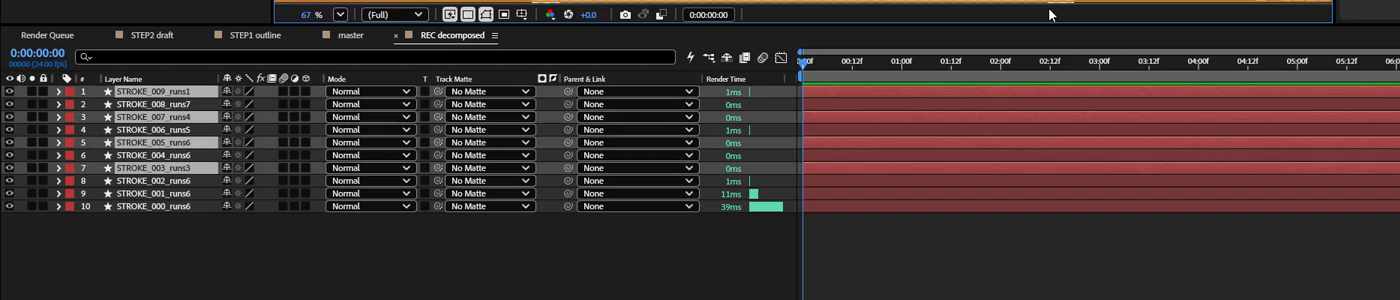 67 % (Full) +0.0 0:00:00:00
Render Queue STEP2 draft STEP1 outline master × REC decomposed
0:00:00:00
00000 (24.00 fps)
0:00f 00:12f 01:00f 01:12f 02:00f 02:12f 03:00f 03:12f 04:00f 04:12f 05:00f 05:12f 06:0
# Layer Name fx Mode T Track Matte Parent & Link Render Time
1 STROKE_009_runs1 Normal No Matte None 1ms
2 STROKE_008_runs7 Normal No Matte None 0ms
3 STROKE_007_runs4 Normal No Matte None 0ms
4 STROKE_006_runs5 Normal No Matte None 1ms
5 STROKE_005_runs6 Normal No Matte None 0ms
6 STROKE_004_runs6 Normal No Matte None 0ms
7 STROKE_003_runs3 Normal No Matte None 0ms
8 STROKE_002_runs6 Normal No Matte None 1ms
9 STROKE_001_runs6 Normal No Matte None 11ms
10 STROKE_000_runs6 Normal No Matte None 39ms